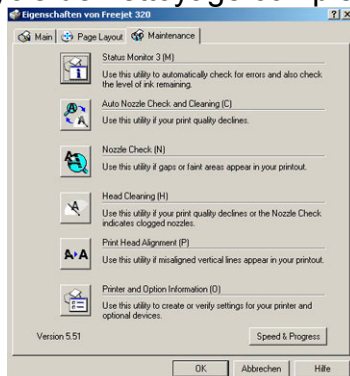 Eigenschaften von Freejet 320
Main
Page Layout
Maintenance
Status Monitor 3 (M)
Use this utility to automatically check for errors and also check
the level of ink remaining.
Auto Nozzle Check and Cleaning (C)
Use this utility if your print quality declines.
Nozzle Check (N)
Use this utility if gaps or faint areas appear in your printout.
Head Cleaning (H)
Use this utility if your print quality declines or the Nozzle Check
indicates clogged nozzles.
Print Head Alignment (P)
Use this utility if misaligned vertical lines appear in your printout.
Printer and Option Information (O)
Use this utility to create or verify settings for your printer and
optional devices.
Version 5.51
Speed & Progress
OK
Abbrechen
Hilfe